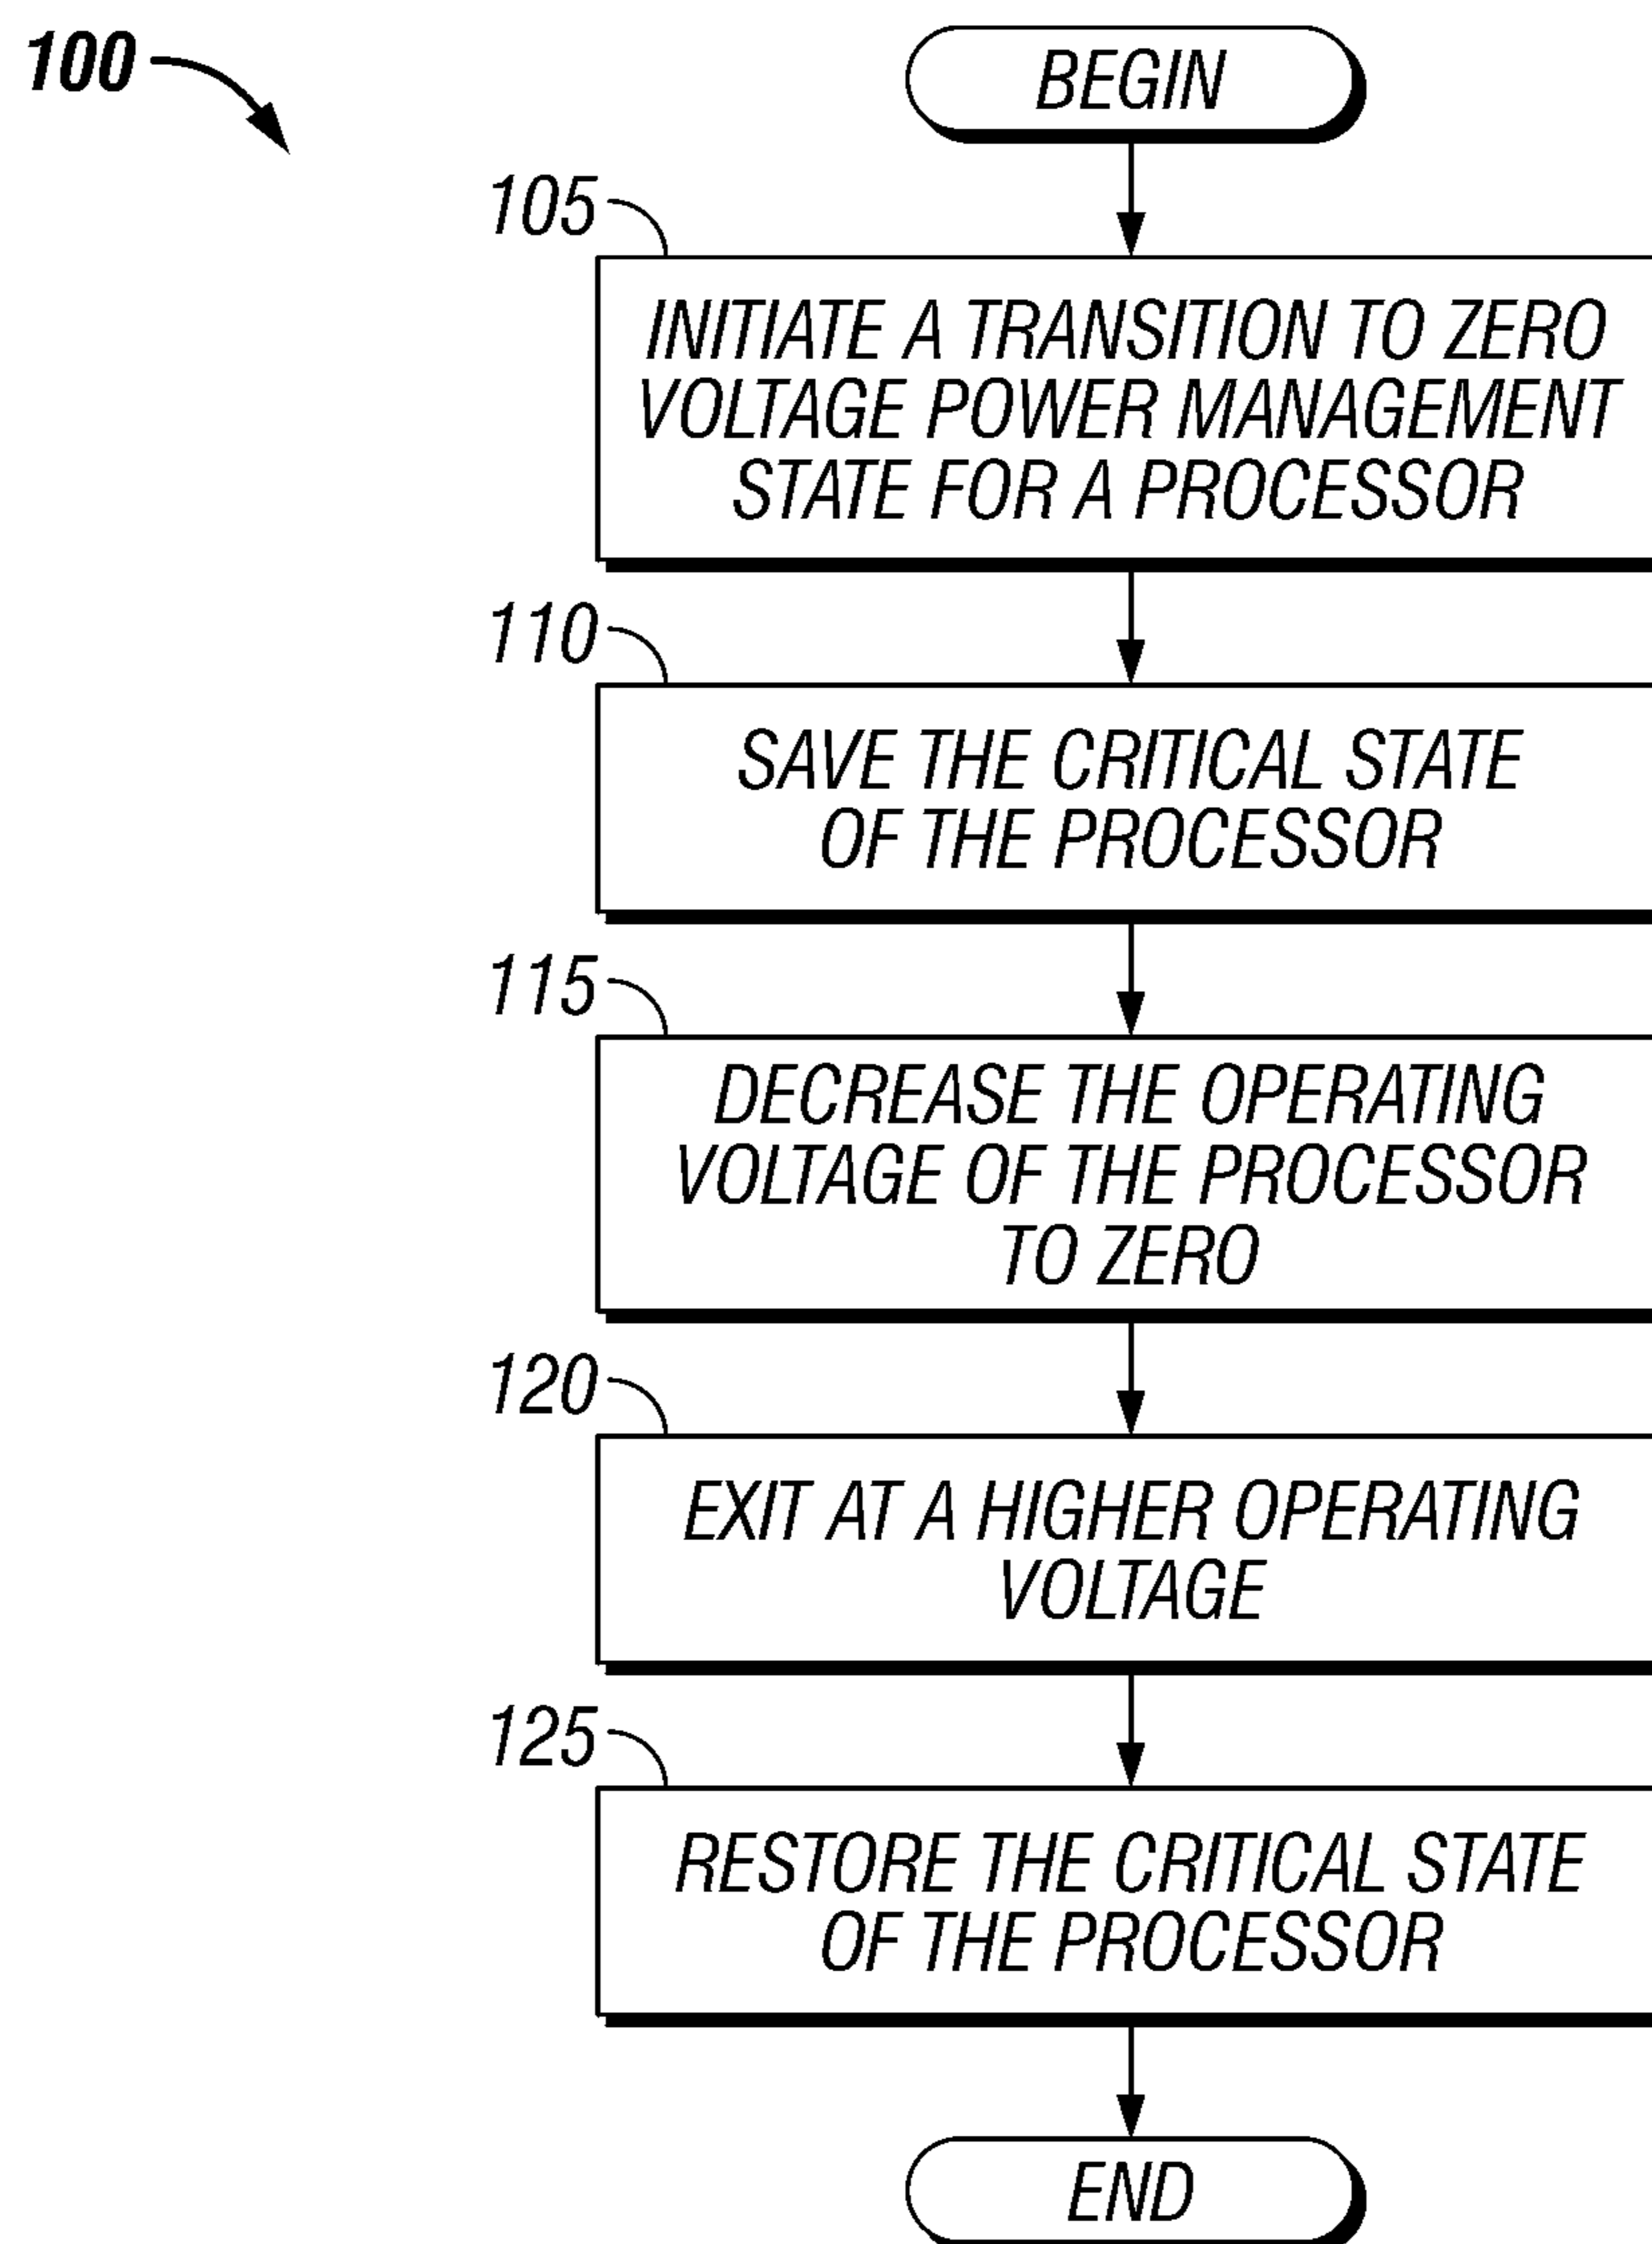 100
BEGIN
105
INITIATE A TRANSITION TO ZERO
VOLTAGE POWER MANAGEMENT
STATE FOR A PROCESSOR
110
SAVE THE CRITICAL STATE
OF THE PROCESSOR
115
DECREASE THE OPERATING
VOLTAGE OF THE PROCESSOR
TO ZERO
120
EXIT AT A HIGHER OPERATING
VOLTAGE
125
RESTORE THE CRITICAL STATE
OF THE PROCESSOR
END